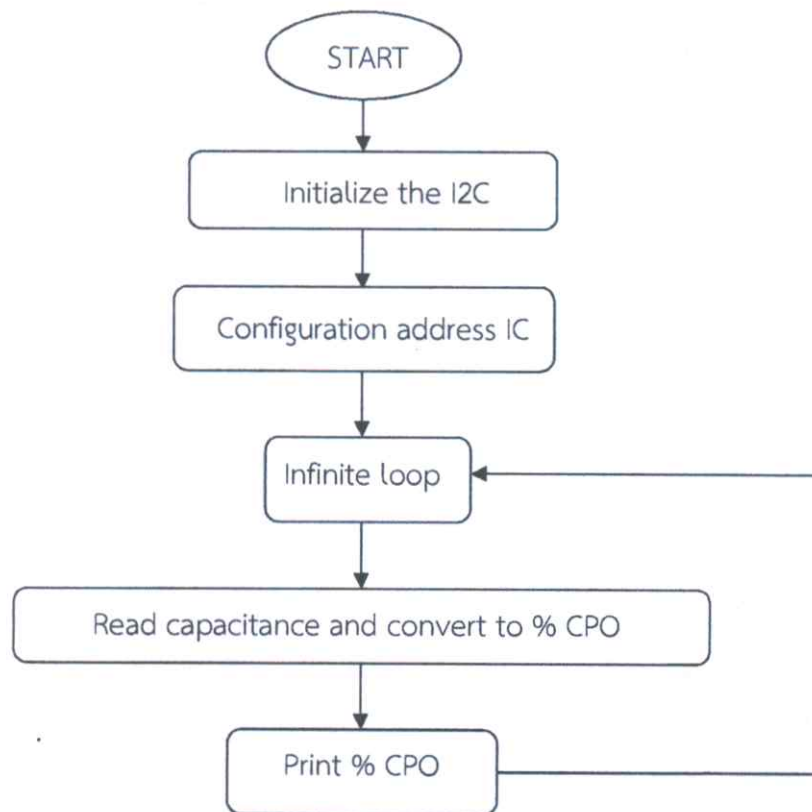 START
Initialize the I2C
Configuration address IC
Infinite loop
Read capacitance and convert to % CPO
Print % CPO